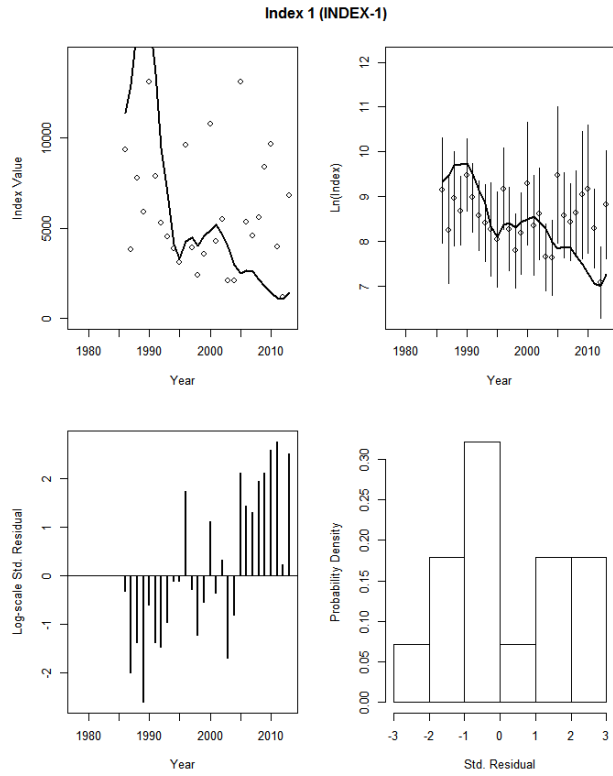 Index 1 (INDEX-1)
Index Value
10000
5000
0
1980 1990 2000 2010
Year
Ln(Index)
12
11
10
9
8
7
1980 1990 2000 2010
Year
Log-scale Std. Residual
2
1
0
-1
-2
1980 1990 2000 2010
Year
Probability Density
0.30
0.25
0.20
0.15
0.10
0.05
0.00
-3 -2 -1 0 1 2 3
Std. Residual